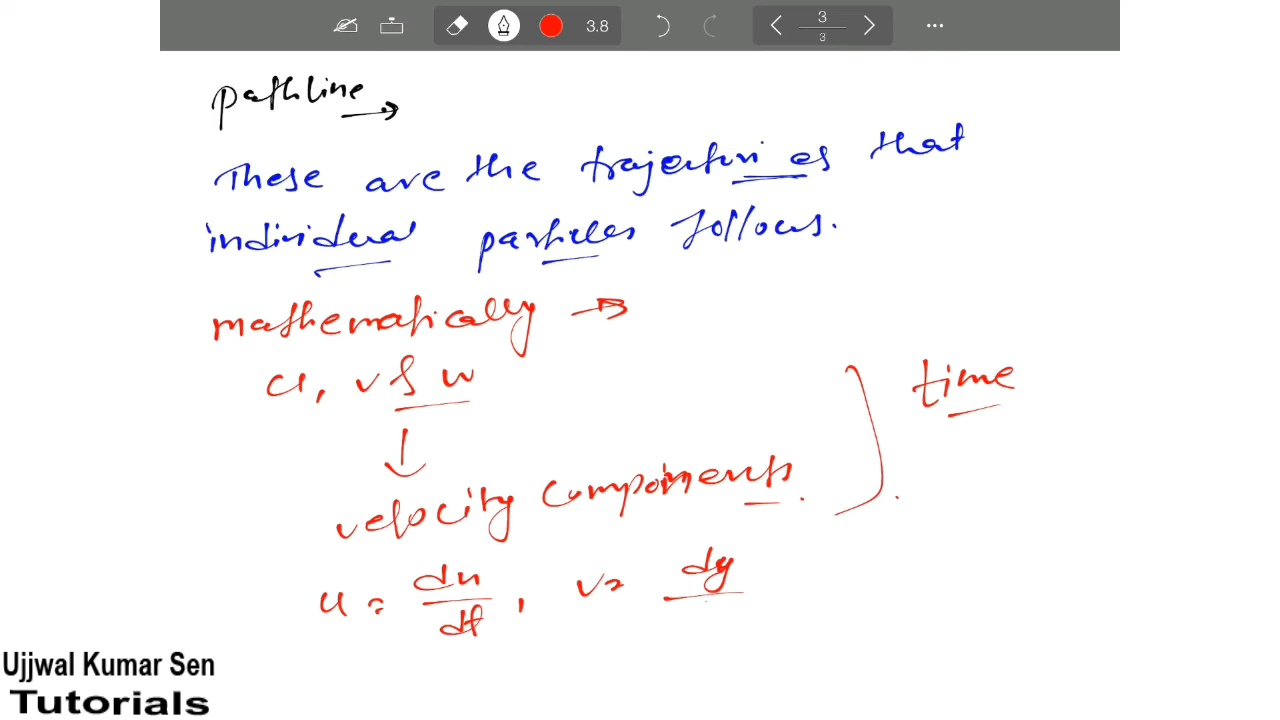 3.8
3
3
pathline →
These are the trajectories that
individual particles follows.
mathematically →
u, v & w
time
↓
velocity components.
u = dx/dt, v = dy
Ujjwal Kumar Sen
Tutorials